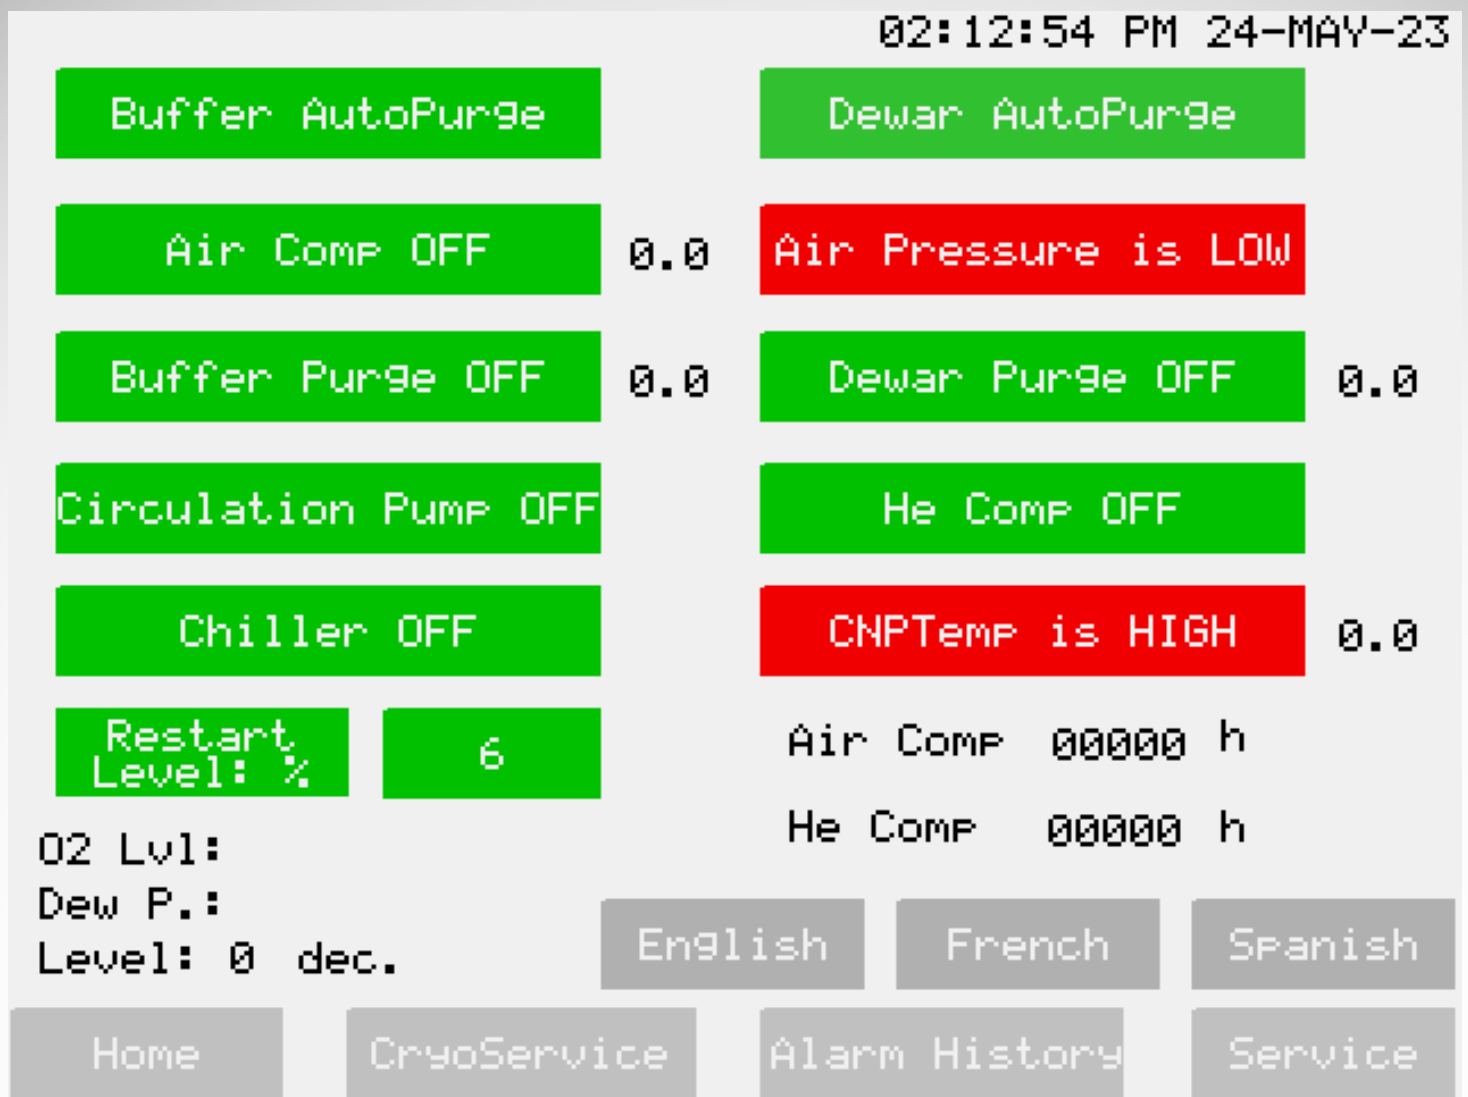 02:12:54 PM 24-MAY-23
Buffer AutoPurge
Dewar AutoPurge
Air Comp OFF
0.0
Air Pressure is LOW
Buffer Purge OFF
0.0
Dewar Purge OFF
0.0
Circulation Pump OFF
He Comp OFF
Chiller OFF
CNPTemp is HIGH
0.0
Restart
Level: %
6
Air Comp 00000 h
He Comp 00000 h
O2 Lvl:
Dew P.:
Level: 0 dec.
English
French
Spanish
Home
CryoService
Alarm History
Service